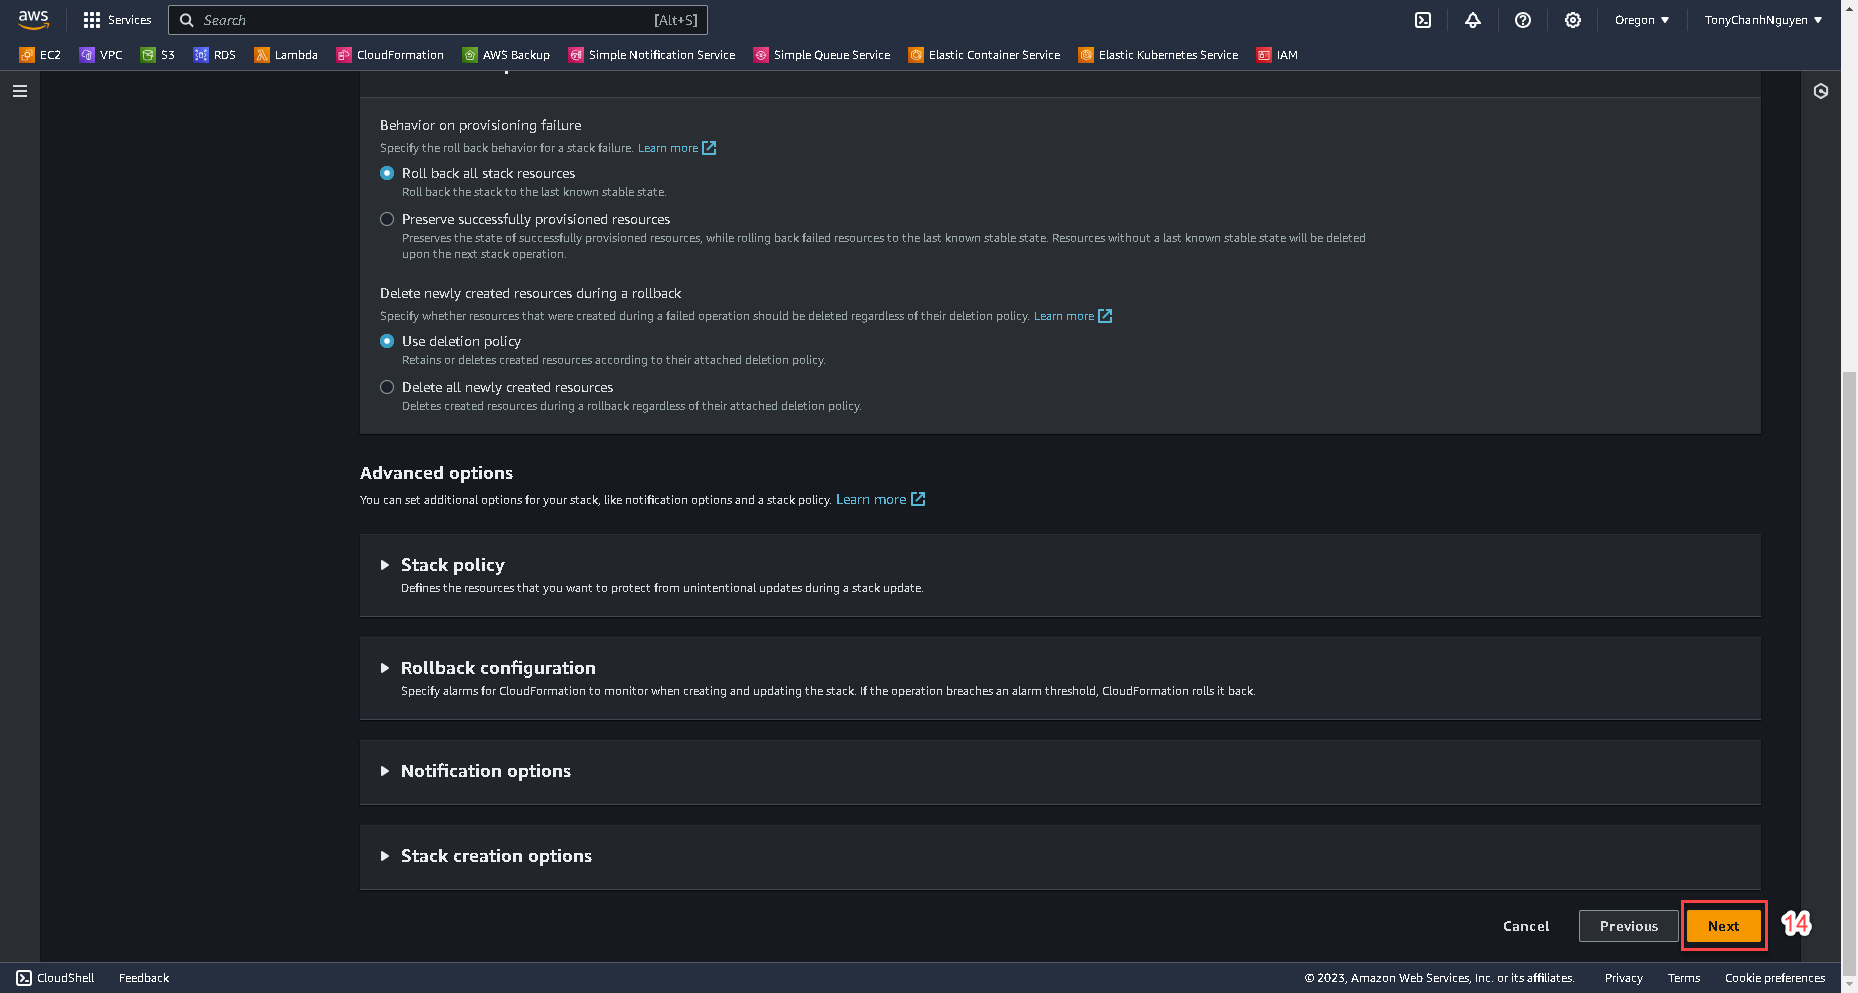 aws
Services
Search
[Alt+S]
Oregon
TonyChanhNguyen
EC2
VPC
S3
RDS
Lambda
CloudFormation
AWS Backup
Simple Notification Service
Simple Queue Service
Elastic Container Service
Elastic Kubernetes Service
IAM
Behavior on provisioning failure
Specify the roll back behavior for a stack failure. Learn more
Roll back all stack resources
Roll back the stack to the last known stable state.
Preserve successfully provisioned resources
Preserves the state of successfully provisioned resources, while rolling back failed resources to the last known stable state. Resources without a last known stable state will be deleted
upon the next stack operation.
Delete newly created resources during a rollback
Specify whether resources that were created during a failed operation should be deleted regardless of their deletion policy. Learn more
Use deletion policy
Retains or deletes created resources according to their attached deletion policy.
Delete all newly created resources
Deletes created resources during a rollback regardless of their attached deletion policy.
Advanced options
You can set additional options for your stack, like notification options and a stack policy. Learn more
Stack policy
Defines the resources that you want to protect from unintentional updates during a stack update.
Rollback configuration
Specify alarms for CloudFormation to monitor when creating and updating the stack. If the operation breaches an alarm threshold, CloudFormation rolls it back.
Notification options
Stack creation options
Cancel
Previous
Next
14
CloudShell
Feedback
© 2023, Amazon Web Services, Inc. or its affiliates.
Privacy
Terms
Cookie preferences